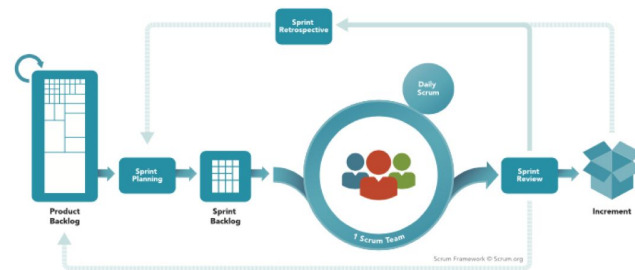 Sprint
Retrospective
Daily
Scrum
Sprint
Planning
Sprint
Review
Product
Backlog
Sprint
Backlog
1 Scrum Team
Increment
Scrum Framework © Scrum.org